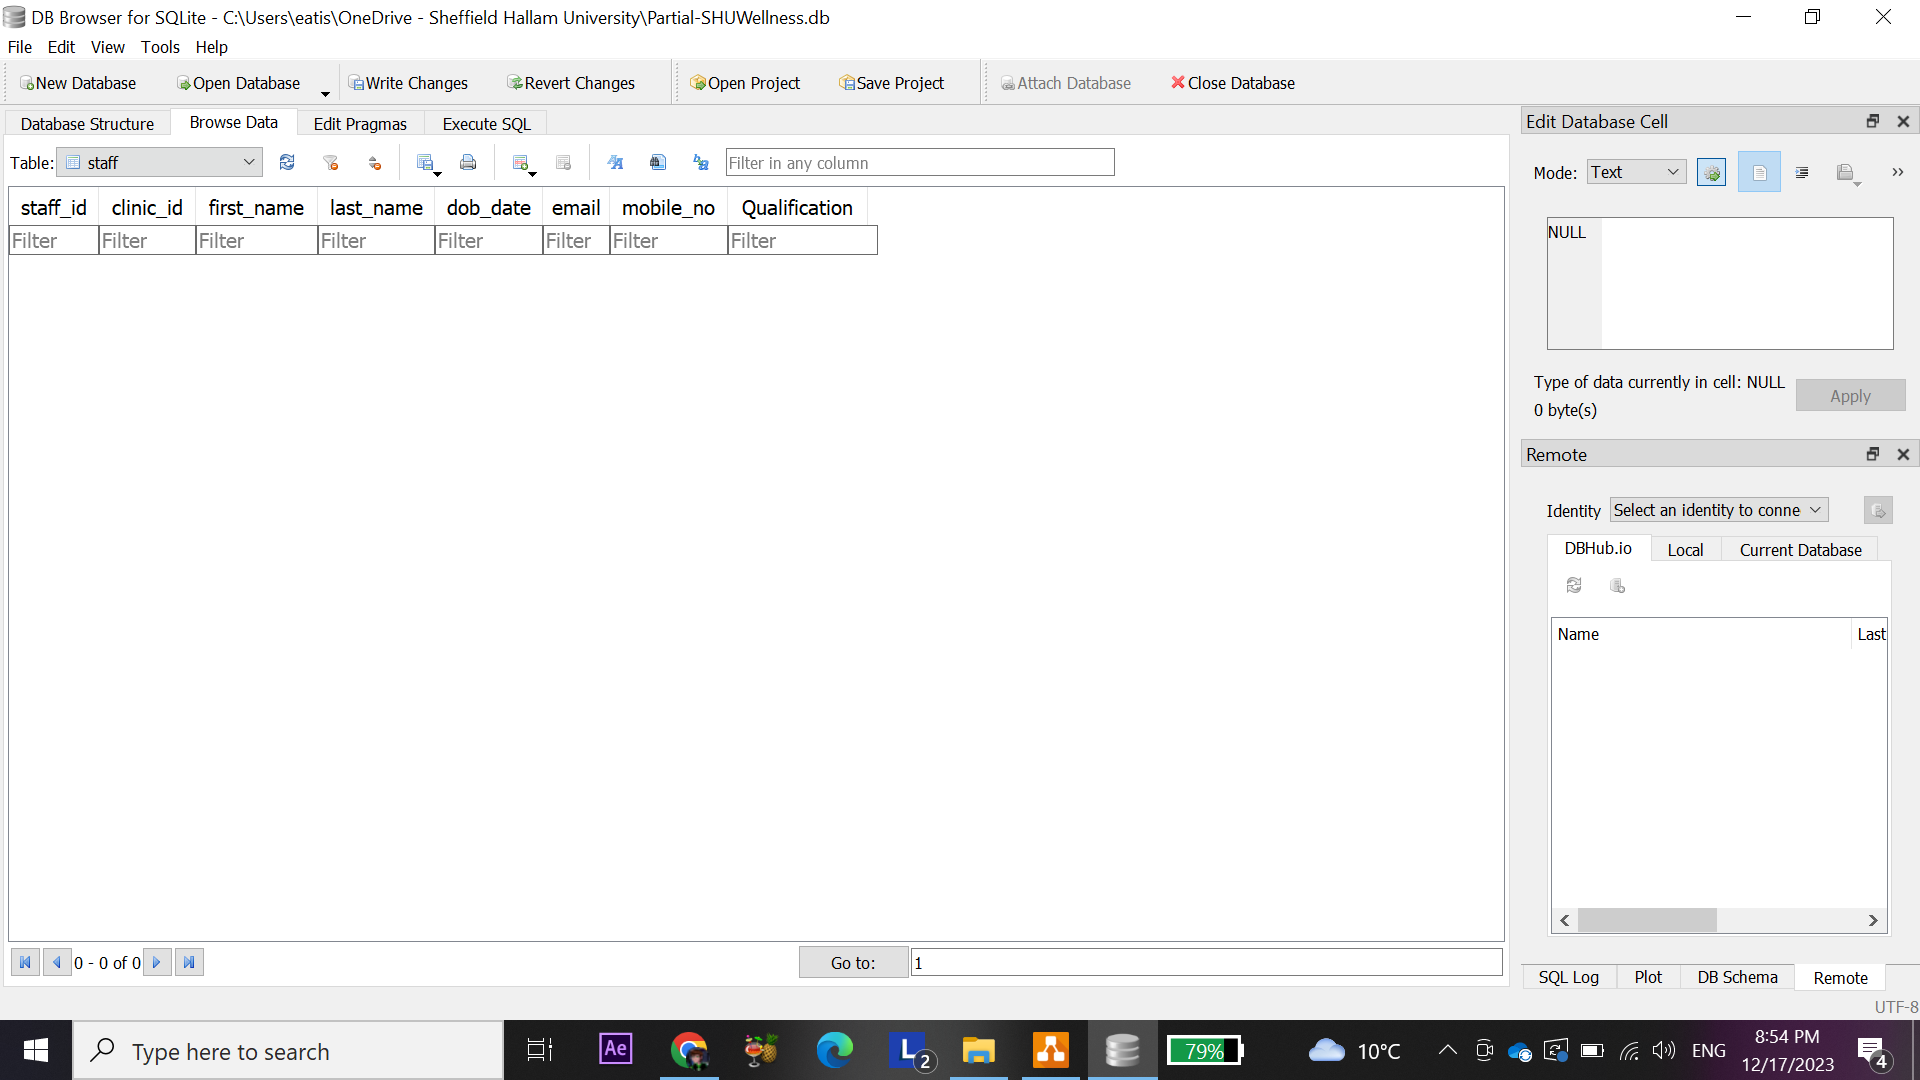 DB Browser for SQLite - C:\Users\eatis\OneDrive - Sheffield Hallam University\Partial-SHUWellness.db
File Edit View Tools Help
New Database Open Database Write Changes Revert Changes Open Project Save Project Attach Database Close Database
Database Structure Browse Data Edit Pragmas Execute SQL
Table: staff Filter in any column
staff_id clinic_id first_name last_name dob_date email mobile_no Qualification
Filter Filter Filter Filter Filter Filter Filter Filter
0 - 0 of 0 Go to: 1
Edit Database Cell
Mode: Text
NULL
Type of data currently in cell: NULL
0 byte(s)
Apply
Remote
Identity Select an identity to conne
DBHub.io Local Current Database
Name Last
SQL Log Plot DB Schema Remote
UTF-8
Type here to search
Ae
L 2
79%
10°C
ENG
8:54 PM
12/17/2023
4